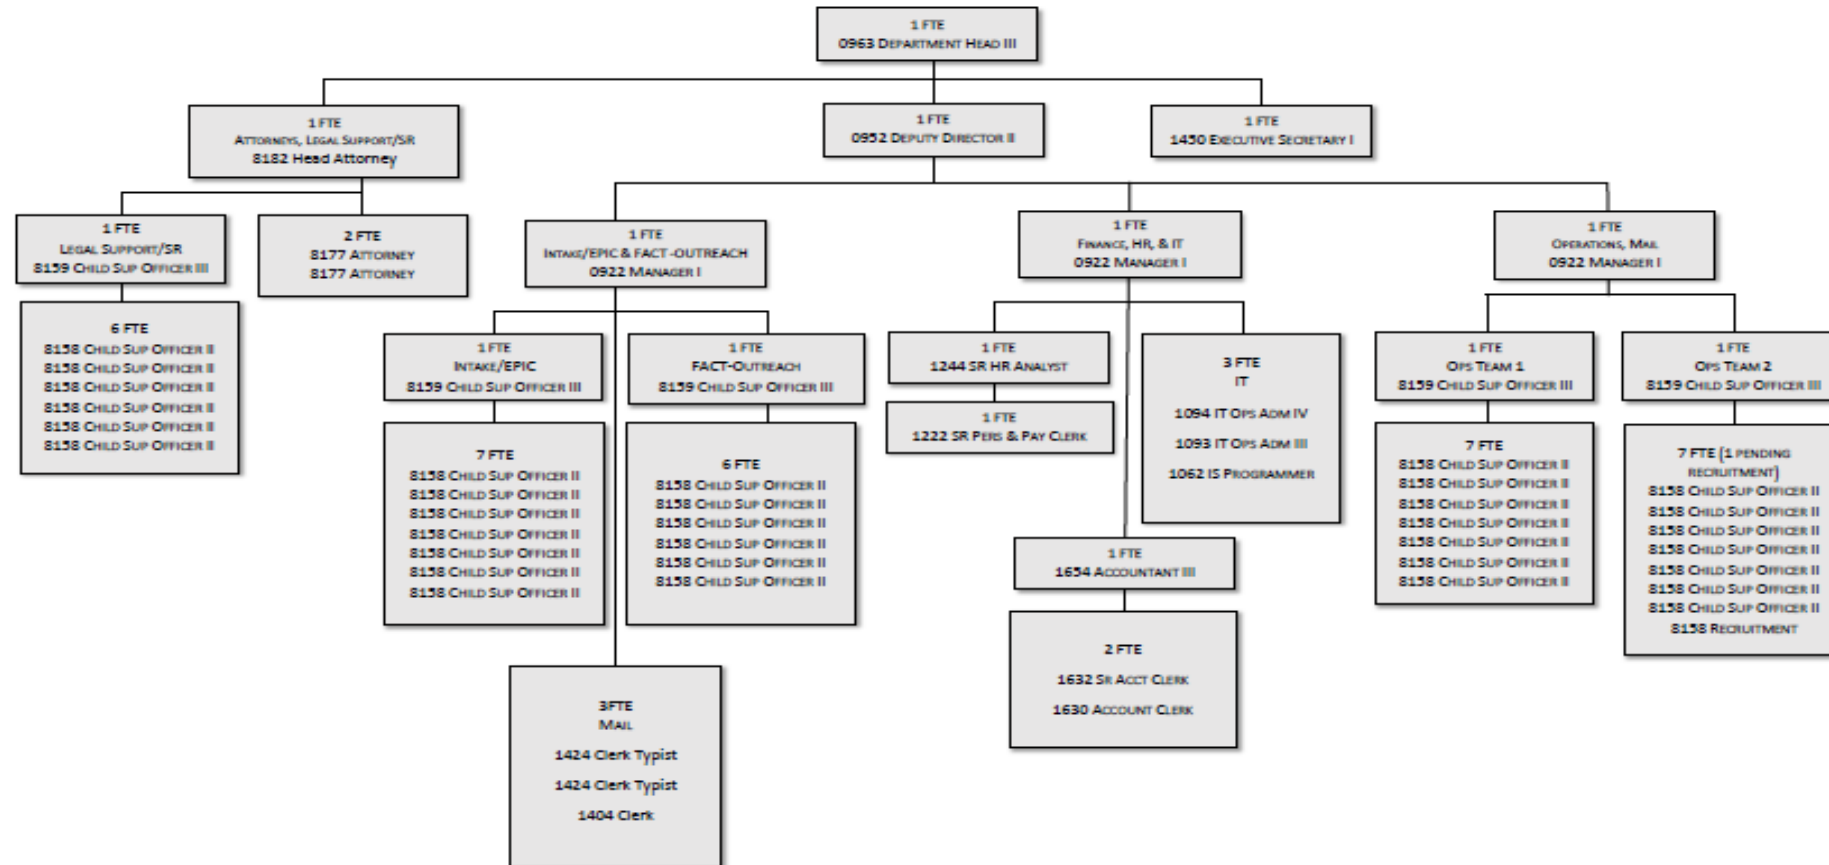 1 FTE
0963 DEPARTMENT HEAD III
1 FTE
ATTORNEYS, LEGAL SUPPORT/SR
8182 Head Attorney
1 FTE
0952 DEPUTY DIRECTOR II
1 FTE
1450 EXECUTIVE SECRETARY I
1 FTE
LEGAL SUPPORT/SR
8159 CHILD SUP OFFICER III
2 FTE
8177 ATTORNEY
8177 ATTORNEY
1 FTE
INTAKE/EPIC & FACT-OUTREACH
0922 MANAGER I
1 FTE
FINANCE, HR, & IT
0922 MANAGER I
1 FTE
OPERATIONS, MAIL
0922 MANAGER I
6 FTE
8158 CHILD SUP OFFICER II
8158 CHILD SUP OFFICER II
8158 CHILD SUP OFFICER II
8158 CHILD SUP OFFICER II
8158 CHILD SUP OFFICER II
8158 CHILD SUP OFFICER II
1 FTE
INTAKE/EPIC
8159 CHILD SUP OFFICER III
1 FTE
FACT-OUTREACH
8159 CHILD SUP OFFICER III
1 FTE
1244 SR HR ANALYST
1 FTE
1222 SR PERS & PAY CLERK
3 FTE
IT
1094 IT OPS ADM IV
1093 IT OPS ADM III
1062 IS PROGRAMMER
1 FTE
OPS TEAM 1
8159 CHILD SUP OFFICER III
1 FTE
OPS TEAM 2
8159 CHILD SUP OFFICER III
7 FTE
8158 CHILD SUP OFFICER II
8158 CHILD SUP OFFICER II
8158 CHILD SUP OFFICER II
8158 CHILD SUP OFFICER II
8158 CHILD SUP OFFICER II
8158 CHILD SUP OFFICER II
8158 CHILD SUP OFFICER II
6 FTE
8158 CHILD SUP OFFICER II
8158 CHILD SUP OFFICER II
8158 CHILD SUP OFFICER II
8158 CHILD SUP OFFICER II
8158 CHILD SUP OFFICER II
8158 CHILD SUP OFFICER II
7 FTE
8158 CHILD SUP OFFICER II
8158 CHILD SUP OFFICER II
8158 CHILD SUP OFFICER II
8158 CHILD SUP OFFICER II
8158 CHILD SUP OFFICER II
8158 CHILD SUP OFFICER II
8158 CHILD SUP OFFICER II
7 FTE (1 PENDING
RECRUITMENT)
8158 CHILD SUP OFFICER II
8158 CHILD SUP OFFICER II
8158 CHILD SUP OFFICER II
8158 CHILD SUP OFFICER II
8158 CHILD SUP OFFICER II
8158 CHILD SUP OFFICER II
8158 CHILD SUP OFFICER II
8158 RECRUITMENT
1 FTE
1654 ACCOUNTANT III
2 FTE
1632 SR ACCT CLERK
1630 ACCOUNT CLERK
3FTE
MAIL
1424 Clerk Typist
1424 Clerk Typist
1404 Clerk